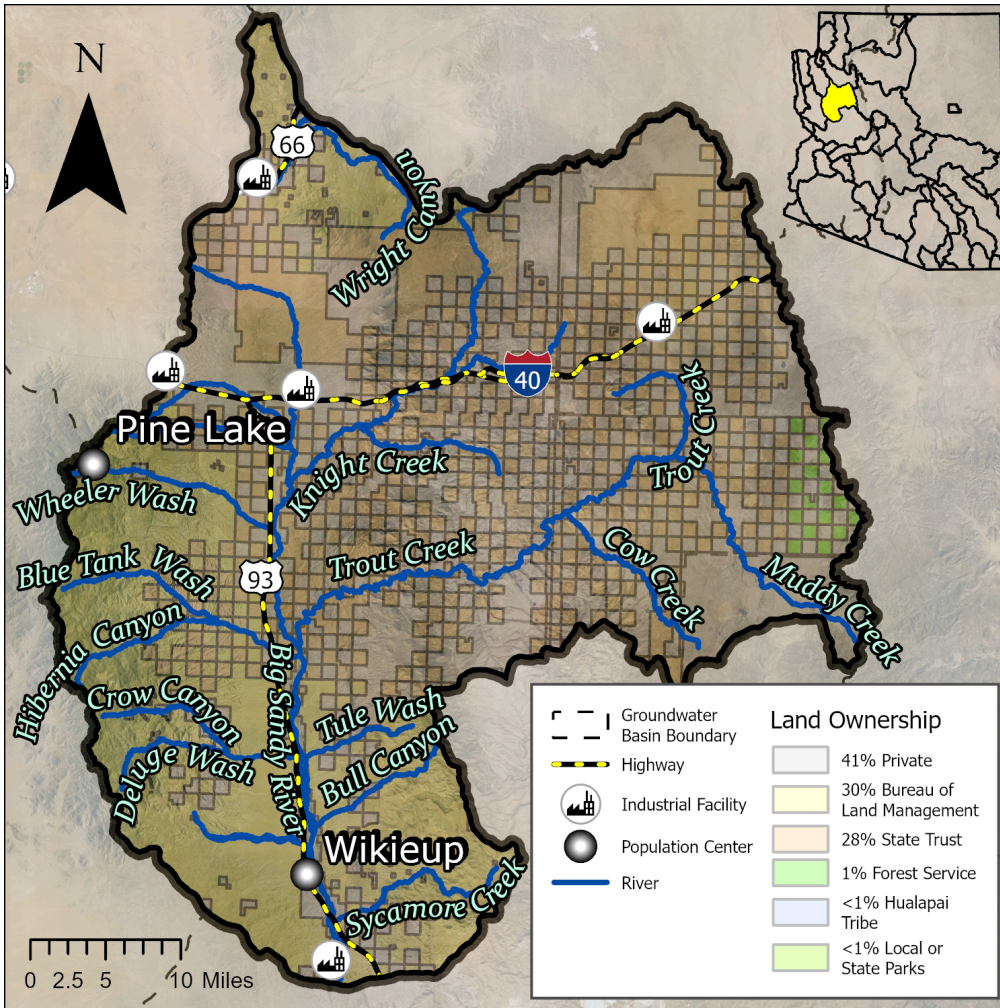 N
66
Wright Canyon
40
Pine Lake
Knight Creek
Trout Creek
Wheeler Wash
93
Trout Creek
Cow Creek
Muddy Creek
Blue Tank Wash
Hibernia Canyon
Big Sandy River
Crow Canyon
Tule Wash
Deluge Wash
Bull Canyon
Wikieup
Sycamore Creek
0 2.5 5 10 Miles
Groundwater
Basin Boundary
Highway
Industrial Facility
Population Center
River
Land Ownership
41% Private
30% Bureau of
Land Management
28% State Trust
1% Forest Service
<1% Hualapai
Tribe
<1% Local or
State Parks